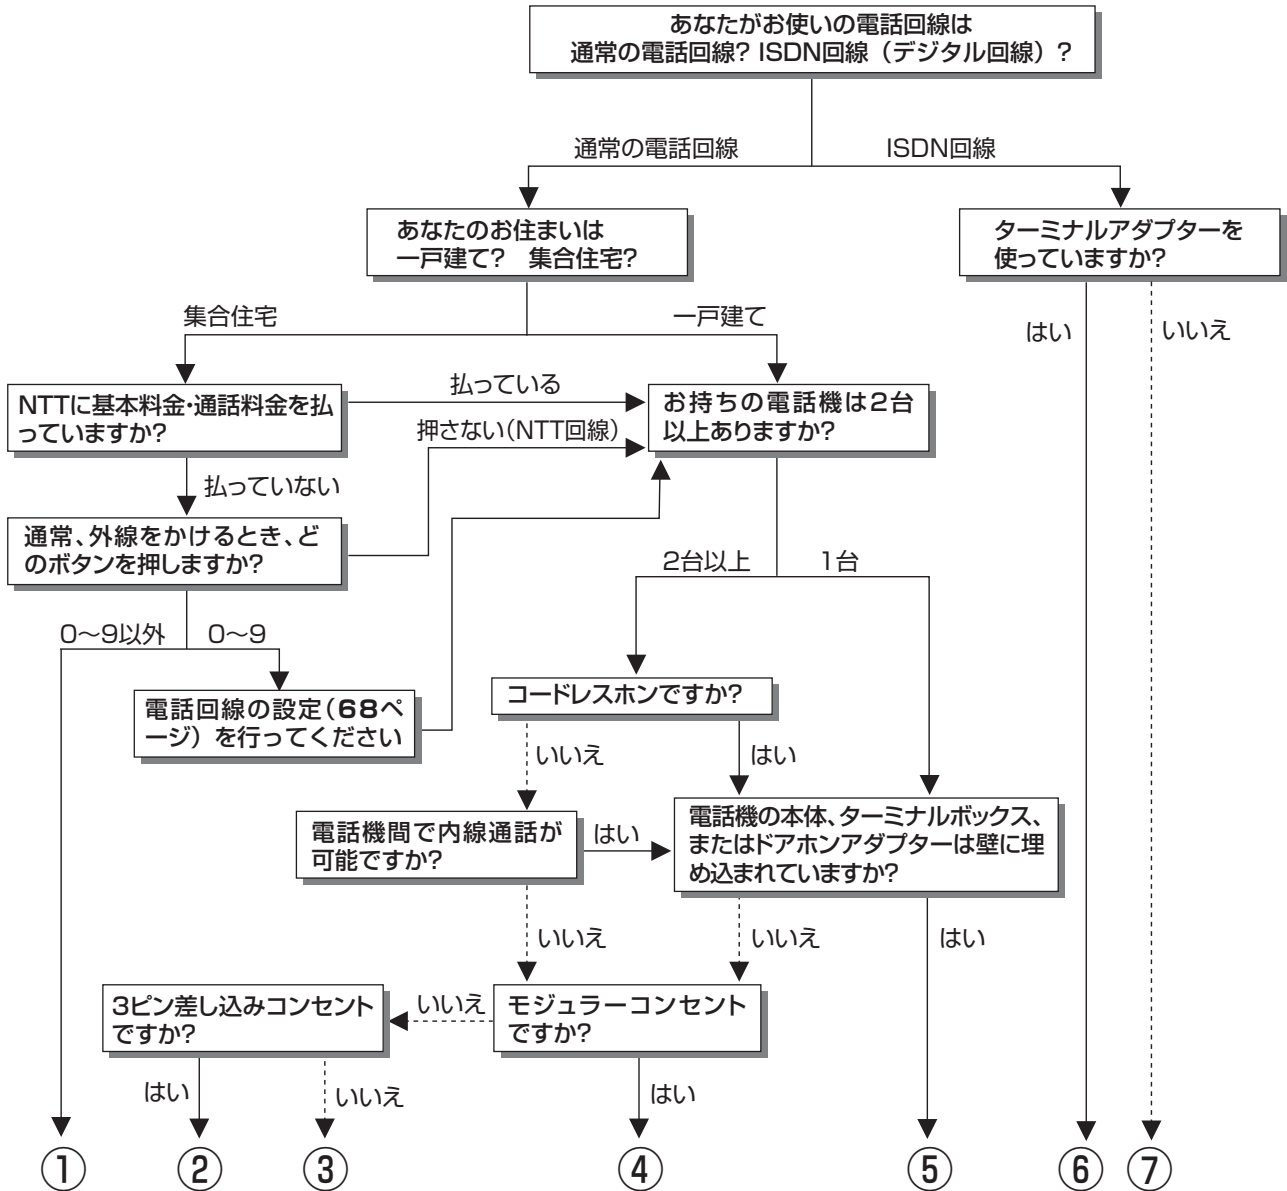 あなたがお使いの電話回線は
通常の電話回線? ISDN回線（デジタル回線）?
通常の電話回線
ISDN回線
あなたのお住まいは
一戸建て?　集合住宅?
ターミナルアダプターを
使っていますか?
集合住宅
一戸建て
はい
いいえ
NTTに基本料金・通話料金を払
っていますか?
払っている
お持ちの電話機は2台
以上ありますか?
押さない（NTT回線）
払っていない
通常、外線をかけるとき、ど
のボタンを押しますか?
2台以上
1台
0〜9以外
0〜9
電話回線の設定（68ペ
ージ）を行ってください
コードレスホンですか?
いいえ
はい
電話機間で内線通話が
可能ですか?
はい
電話機の本体、ターミナルボックス、
またはドアホンアダプターは壁に埋
め込まれていますか?
いいえ
いいえ
はい
3ピン差し込みコンセント
ですか?
いいえ
モジュラーコンセント
ですか?
はい
いいえ
はい
① ② ③ ④ ⑤ ⑥ ⑦